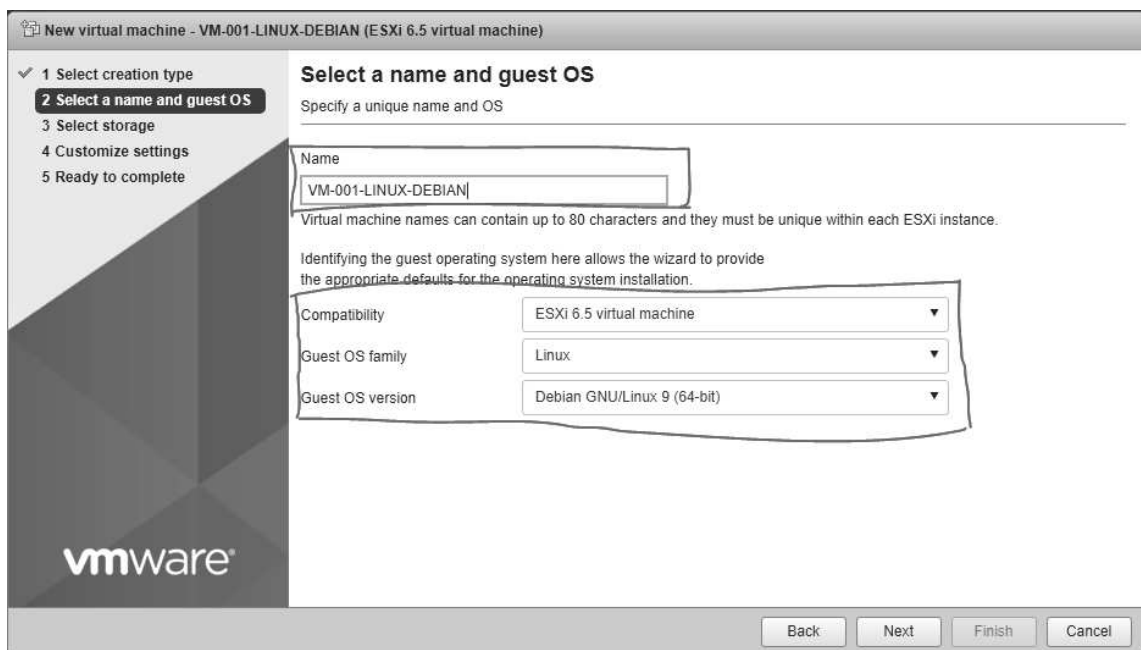 New virtual machine - VM-001-LINUX-DEBIAN (ESXi 6.5 virtual machine)
1 Select creation type
2 Select a name and guest OS
3 Select storage
4 Customize settings
5 Ready to complete
Select a name and guest OS
Specify a unique name and OS
Name
VM-001-LINUX-DEBIAN
Virtual machine names can contain up to 80 characters and they must be unique within each ESXi instance.
Identifying the guest operating system here allows the wizard to provide
the appropriate defaults for the operating system installation.
Compatibility ESXi 6.5 virtual machine
Guest OS family Linux
Guest OS version Debian GNU/Linux 9 (64-bit)
vmware®
Back Next Finish Cancel